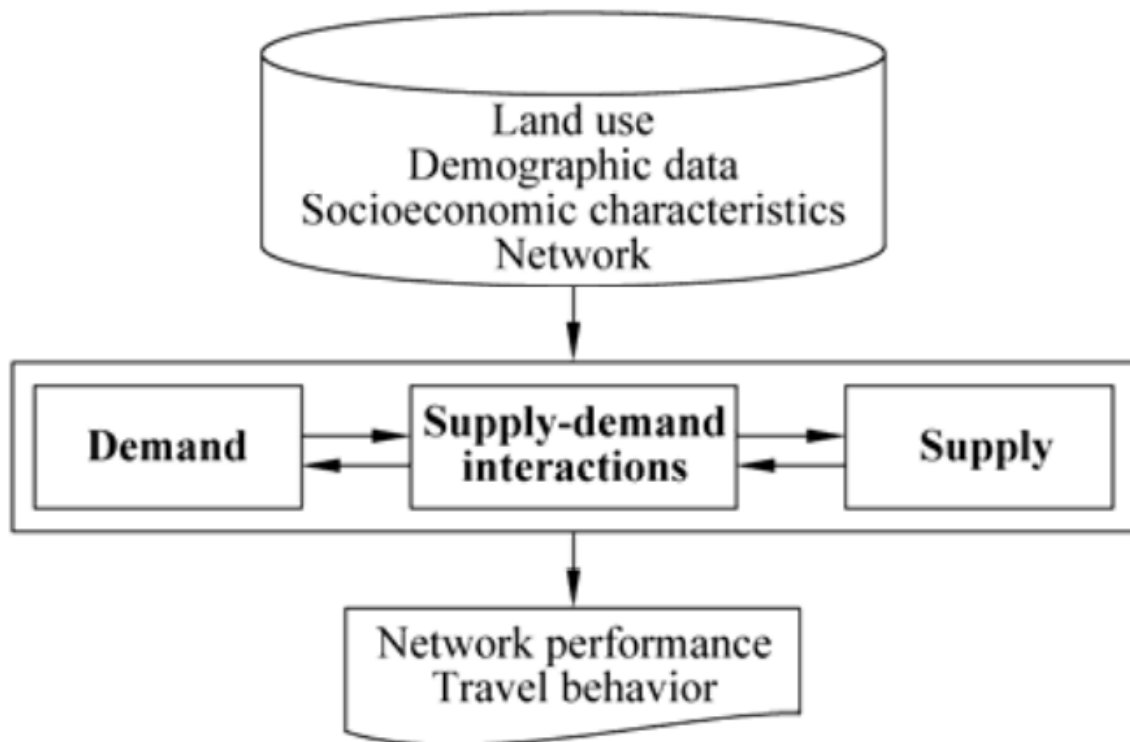 Land use
Demographic data
Socioeconomic characteristics
Network
Demand
Supply-demand
interactions
Supply
Network performance
Travel behavior